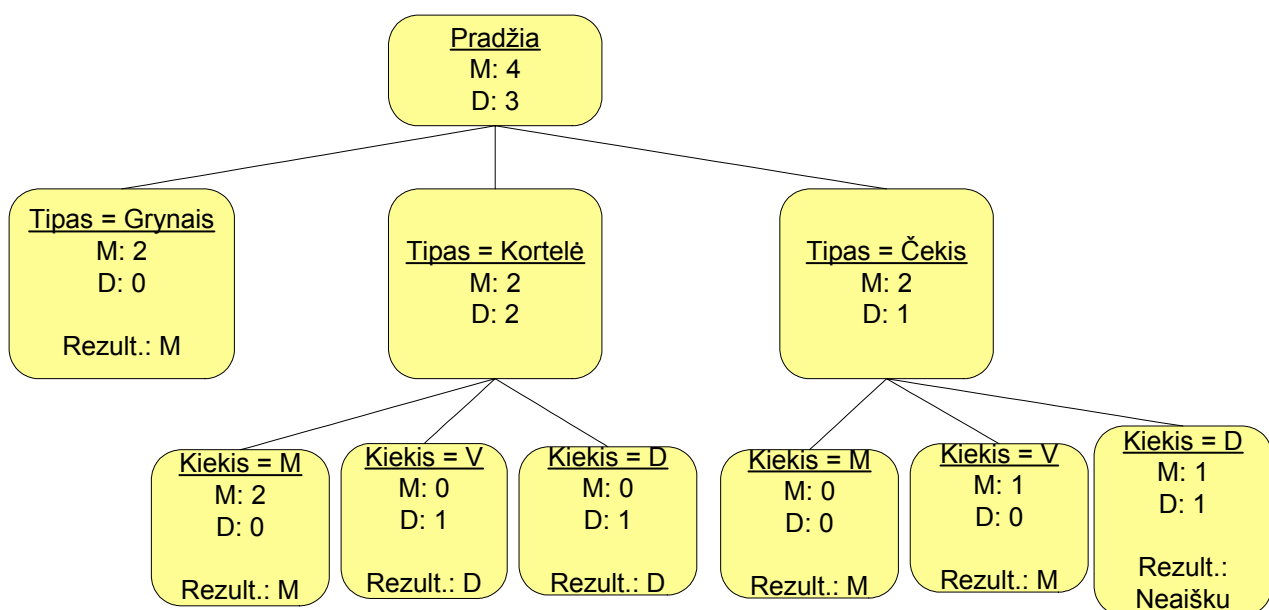 Pradžia
M: 4
D: 3
Tipas = Grynais
M: 2
D: 0
Rezult.: M
Tipas = Kortelė
M: 2
D: 2
Tipas = Čekis
M: 2
D: 1
Kiekis = M
M: 2
D: 0
Rezult.: M
Kiekis = V
M: 0
D: 1
Rezult.: D
Kiekis = D
M: 0
D: 1
Rezult.: D
Kiekis = M
M: 0
D: 0
Rezult.: M
Kiekis = V
M: 1
D: 0
Rezult.: M
Kiekis = D
M: 1
D: 1
Rezult.:
Neaišku